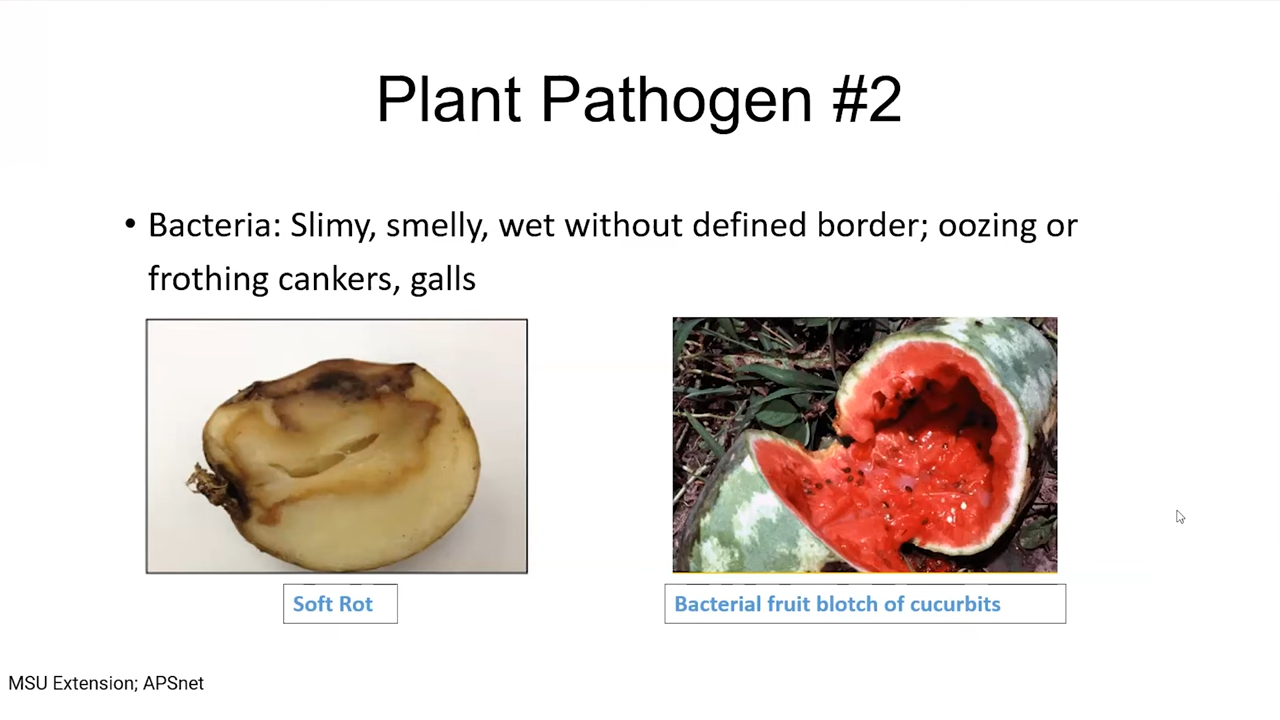 Plant Pathogen #2
• Bacteria: Slimy, smelly, wet without defined border; oozing or
frothing cankers, galls
Soft Rot
Bacterial fruit blotch of cucurbits
MSU Extension; APSnet